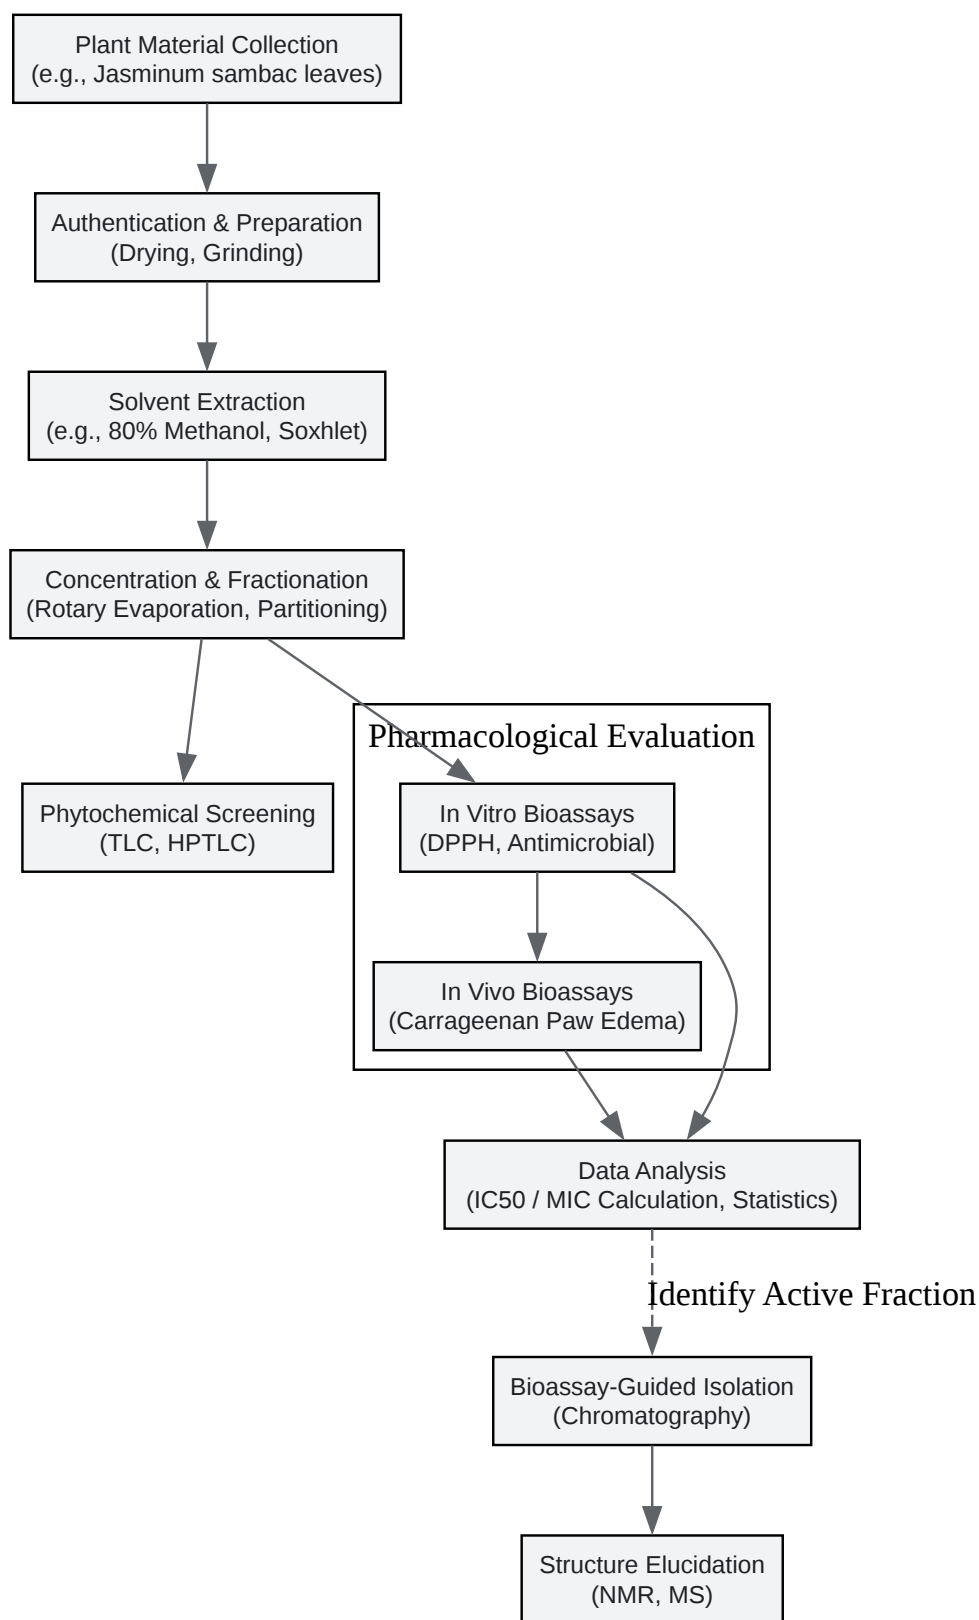 Plant Material Collection
(e.g., Jasminum sambac leaves)
Authentication & Preparation
(Drying, Grinding)
Solvent Extraction
(e.g., 80% Methanol, Soxhlet)
Concentration & Fractionation
(Rotary Evaporation, Partitioning)
Pharmacological Evaluation
Phytochemical Screening
(TLC, HPTLC)
In Vitro Bioassays
(DPPH, Antimicrobial)
In Vivo Bioassays
(Carrageenan Paw Edema)
Data Analysis
(IC50 / MIC Calculation, Statistics)
Identify Active Fraction
Bioassay-Guided Isolation
(Chromatography)
Structure Elucidation
(NMR, MS)